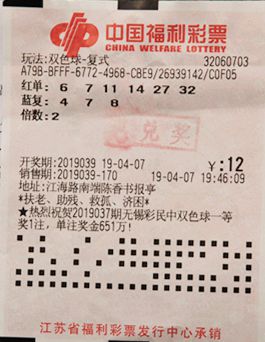 中国福利彩票
CHINA WELFARE LOTTERY
玩法:双色球-复式 32060703
A79B-BFFF-6772-4968-CBE9/26939142/C0F05
红单: 6 7 11 14 27 32
蓝复: 4 7 8
倍数:2
已兑奖
开奖期:2019039 19-04-07 ¥:12
销售期:2019039-170 19-04-07 19:46:09
地址:江海路南端陈香书报亭
*扶老、助残、救孤、济困*
★热烈祝贺2019037期无锡彩民中双色球一等
奖1注,单注奖金651万!
江苏省福利彩票发行中心承销